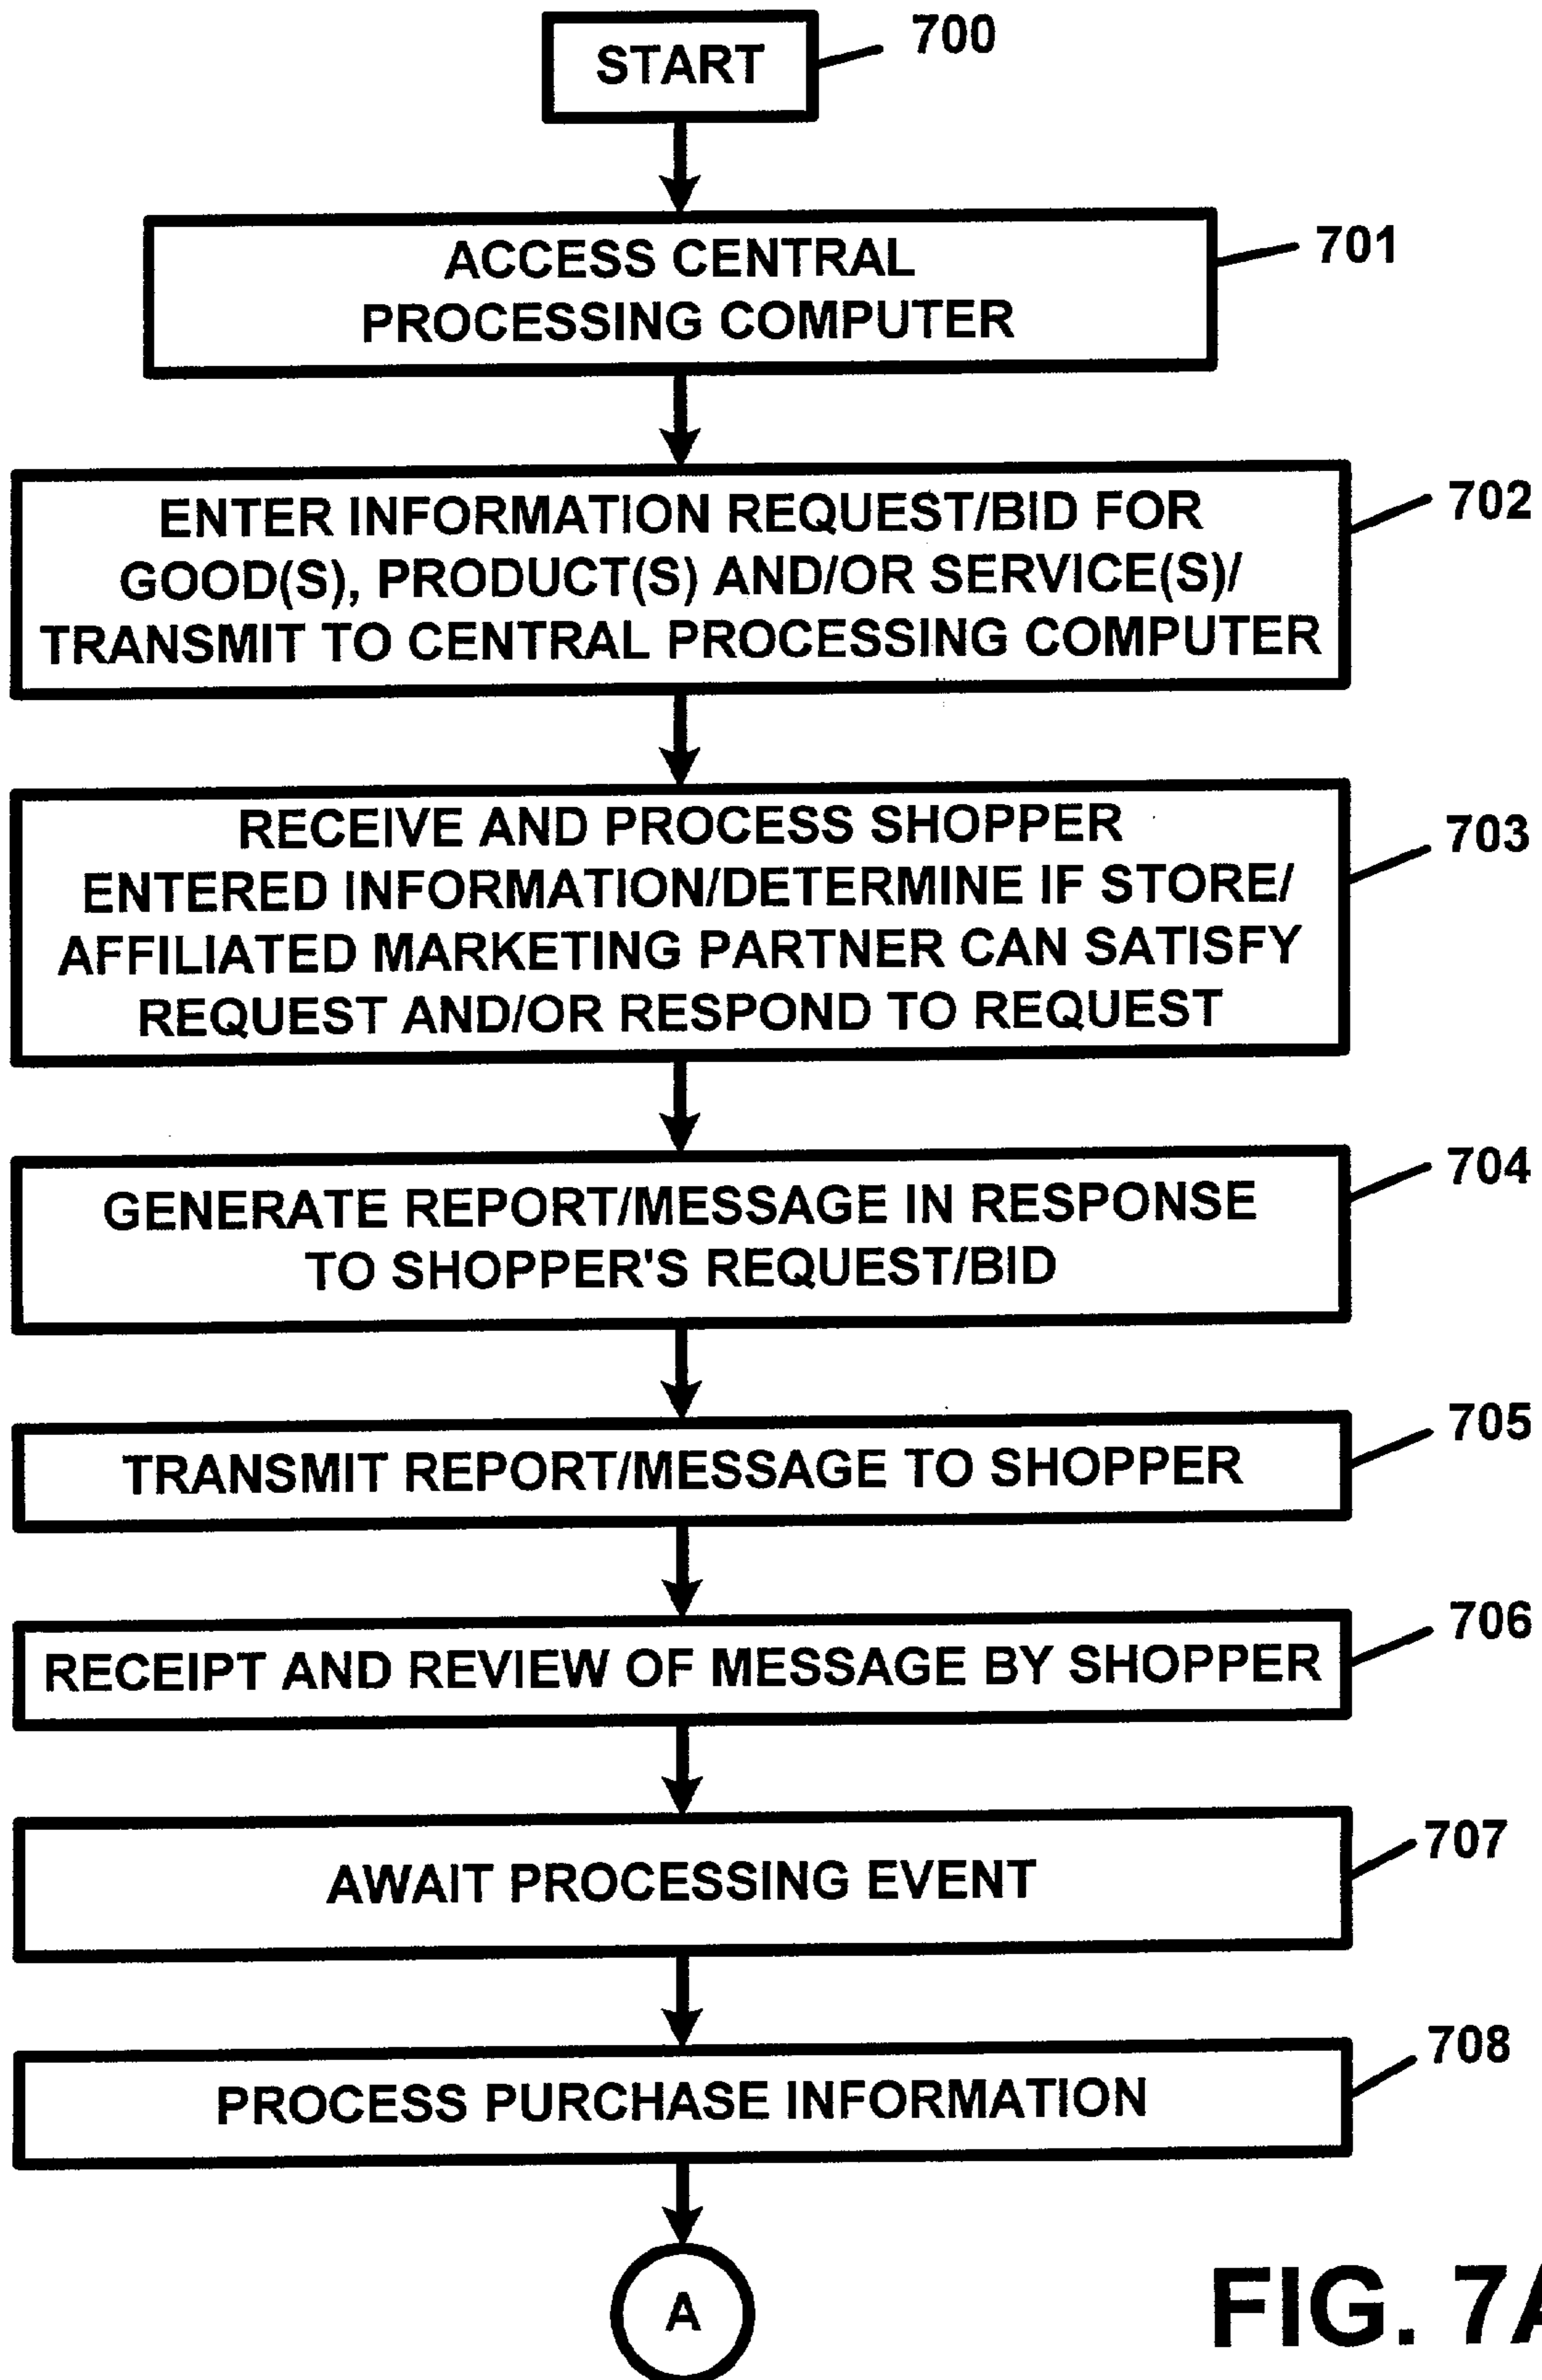 START
700
ACCESS CENTRAL
PROCESSING COMPUTER
701
ENTER INFORMATION REQUEST/BID FOR
GOOD(S), PRODUCT(S) AND/OR SERVICE(S)/
TRANSMIT TO CENTRAL PROCESSING COMPUTER
702
RECEIVE AND PROCESS SHOPPER
ENTERED INFORMATION/DETERMINE IF STORE/
AFFILIATED MARKETING PARTNER CAN SATISFY
REQUEST AND/OR RESPOND TO REQUEST
703
GENERATE REPORT/MESSAGE IN RESPONSE
TO SHOPPER'S REQUEST/BID
704
TRANSMIT REPORT/MESSAGE TO SHOPPER
705
RECEIPT AND REVIEW OF MESSAGE BY SHOPPER
706
AWAIT PROCESSING EVENT
707
PROCESS PURCHASE INFORMATION
708
A
FIG. 7A